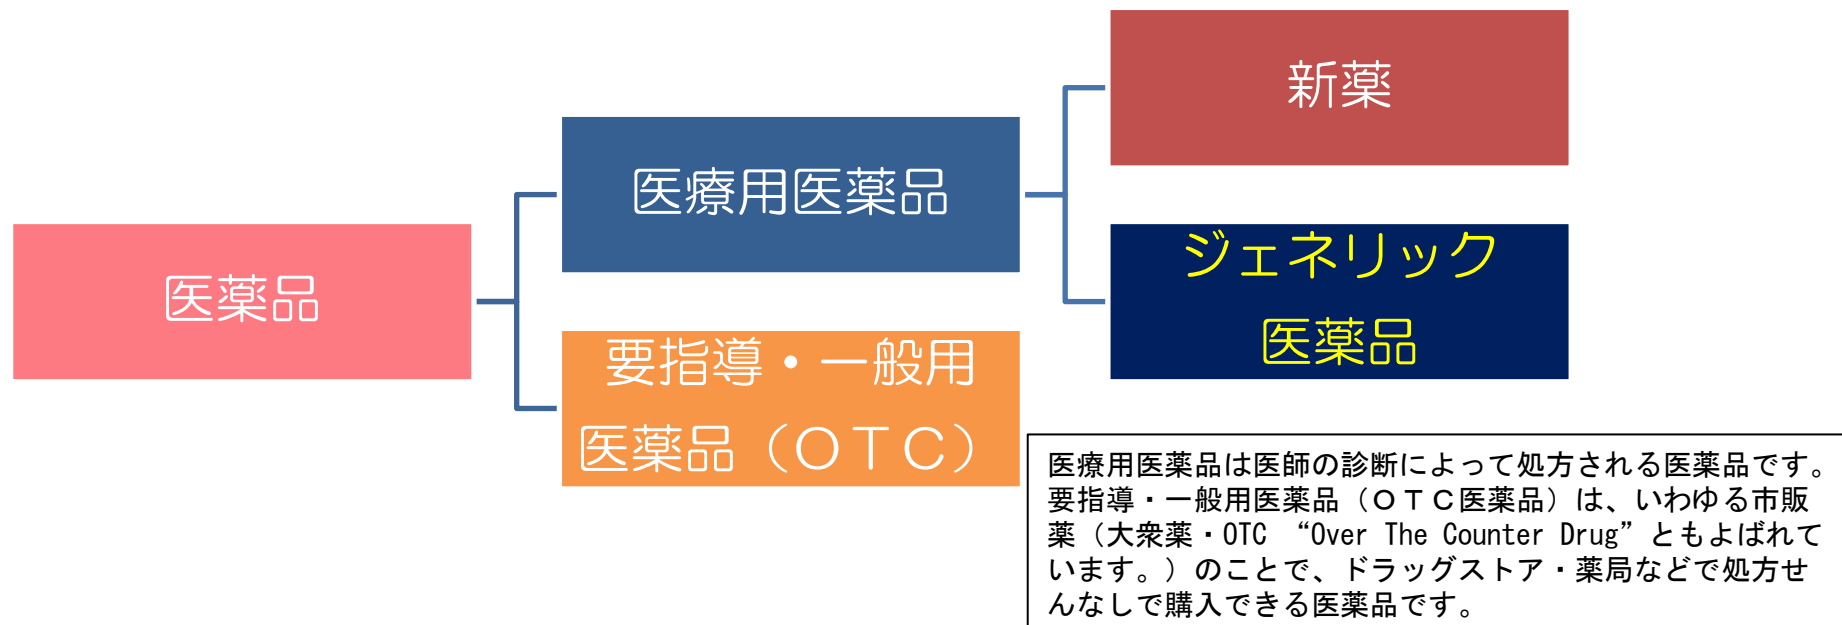 医薬品
医療用医薬品
要指導・一般用
医薬品（ＯＴＣ）
新薬
ジェネリック
医薬品
医療用医薬品は医師の診断によって処方される医薬品です。
要指導・一般用医薬品（ＯＴＣ医薬品）は、いわゆる市販
薬（大衆薬・OTC　“Over The Counter Drug”ともよばれて
います。）のことで、ドラッグストア・薬局などで処方せ
んなしで購入できる医薬品です。